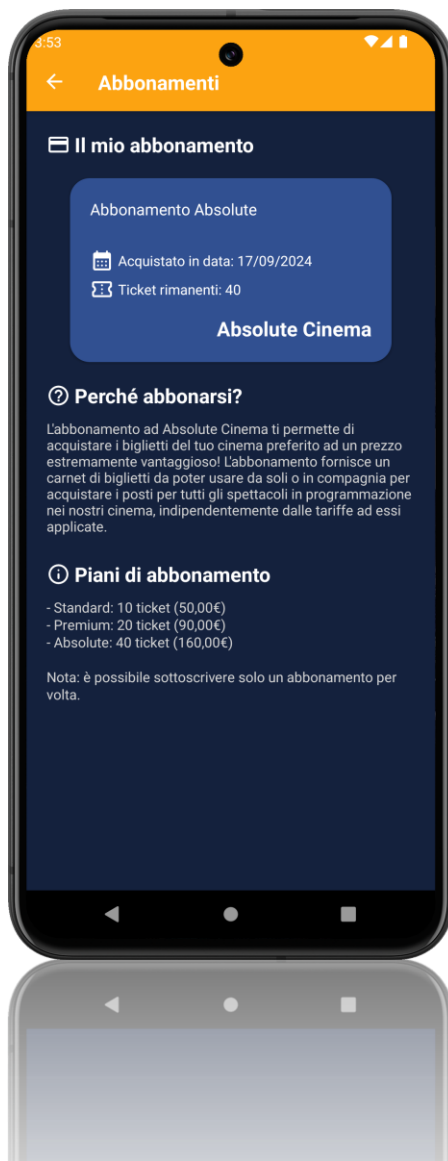 3:53
Abbonamenti
Il mio abbonamento
Abbonamento Absolute
Acquistato in data: 17/09/2024
Ticket rimanenti: 40
Absolute Cinema
Perché abbonarsi?
L'abbonamento ad Absolute Cinema ti permette di
acquistare i biglietti del tuo cinema preferito ad un prezzo
estremamente vantaggioso! L'abbonamento fornisce un
carnet di biglietti da poter usare da soli o in compagnia per
acquistare i posti per tutti gli spettacoli in programmazione
nei nostri cinema, indipendentemente dalle tariffe ad essi
applicate.
Piani di abbonamento
- Standard: 10 ticket (50,00€)
- Premium: 20 ticket (90,00€)
- Absolute: 40 ticket (160,00€)
Nota: è possibile sottoscrivere solo un abbonamento per
volta.